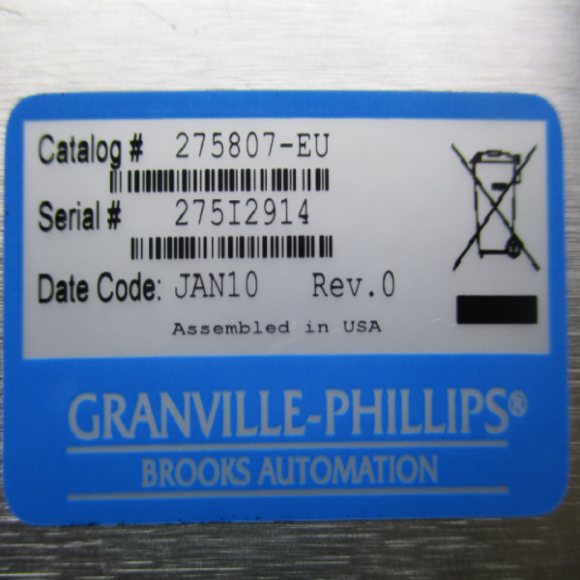 Catalog # 275807-EU
Serial # 275I2914
Date Code: JAN10 Rev.0
Assembled in USA
GRANVILLE-PHILLIPS®
BROOKS AUTOMATION